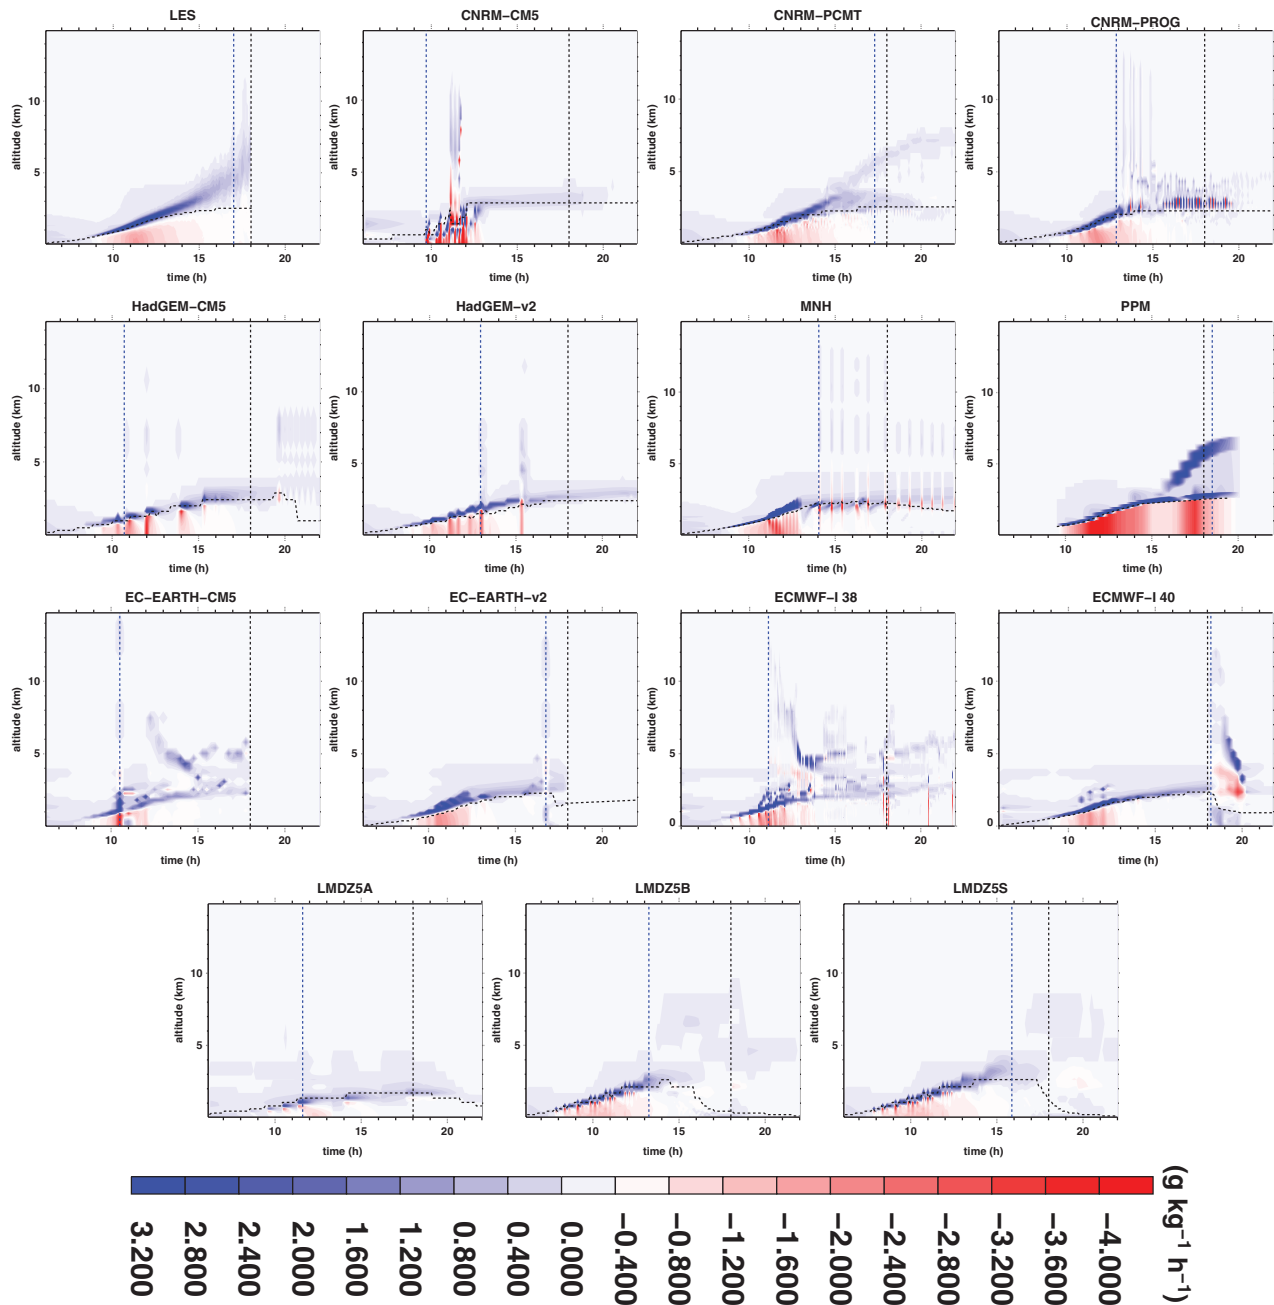 LES
CNRM−CM5
CNRM−PCMT
CNRM−PROG
altitude (km)
10
5
10 15 20
time (h)
altitude (km)
10
5
10 15 20
time (h)
altitude (km)
10
5
10 15 20
time (h)
altitude (km)
10
5
10 15 20
time (h)
HadGEM−CM5
HadGEM−v2
MNH
PPM
altitude (km)
10
5
10 15 20
time (h)
altitude (km)
10
5
10 15 20
time (h)
altitude (km)
10
5
10 15 20
time (h)
altitude (km)
10
5
10 15 20
time (h)
EC−EARTH−CM5
EC−EARTH−v2
ECMWF−I 38
ECMWF−I 40
altitude (km)
10
5
10 15 20
time (h)
altitude (km)
10
5
10 15 20
time (h)
altitude (km)
10
5
0
10 15 20
time (h)
altitude (km)
10
5
0
10 15 20
time (h)
LMDZ5A
LMDZ5B
LMDZ5S
altitude (km)
10
5
10 15 20
time (h)
altitude (km)
10
5
10 15 20
time (h)
altitude (km)
10
5
10 15 20
time (h)
3.200
2.800
2.400
2.000
1.600
1.200
0.800
0.400
0.000
−0.400
−0.800
−1.200
−1.600
−2.000
−2.400
−2.800
−3.200
−3.600
−4.000
(g kg⁻¹ h⁻¹)